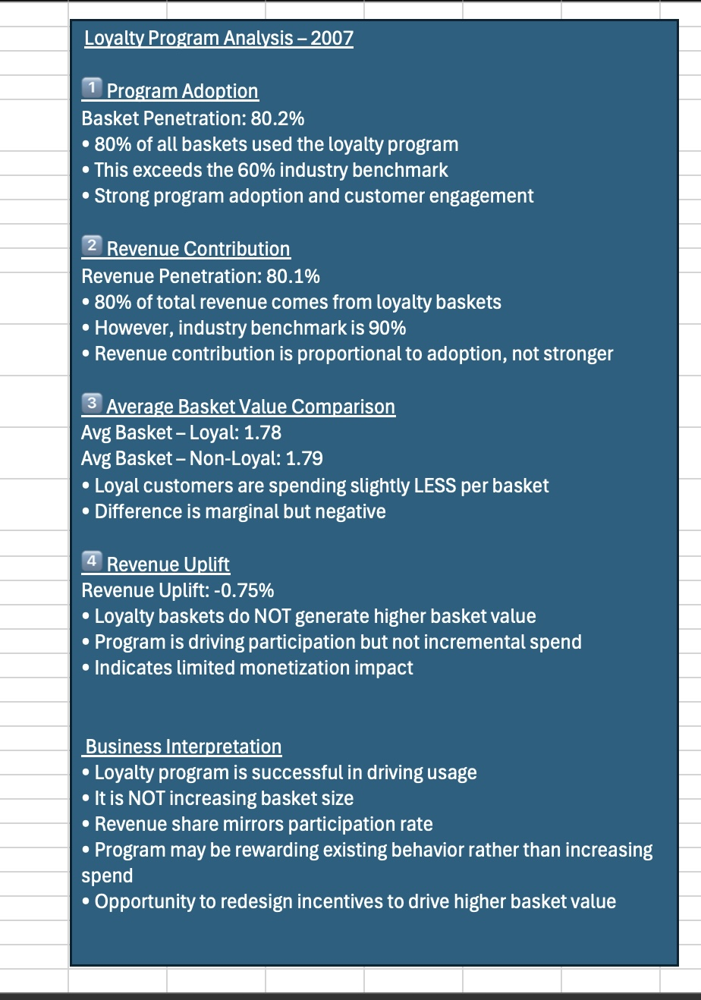 Loyalty Program Analysis – 2007
1️⃣ Program Adoption
Basket Penetration: 80.2%
• 80% of all baskets used the loyalty program
• This exceeds the 60% industry benchmark
• Strong program adoption and customer engagement
2️⃣ Revenue Contribution
Revenue Penetration: 80.1%
• 80% of total revenue comes from loyalty baskets
• However, industry benchmark is 90%
• Revenue contribution is proportional to adoption, not stronger
3️⃣ Average Basket Value Comparison
Avg Basket – Loyal: 1.78
Avg Basket – Non-Loyal: 1.79
• Loyal customers are spending slightly LESS per basket
• Difference is marginal but negative
4️⃣ Revenue Uplift
Revenue Uplift: -0.75%
• Loyalty baskets do NOT generate higher basket value
• Program is driving participation but not incremental spend
• Indicates limited monetization impact
Business Interpretation
• Loyalty program is successful in driving usage
• It is NOT increasing basket size
• Revenue share mirrors participation rate
• Program may be rewarding existing behavior rather than increasing
spend
• Opportunity to redesign incentives to drive higher basket value